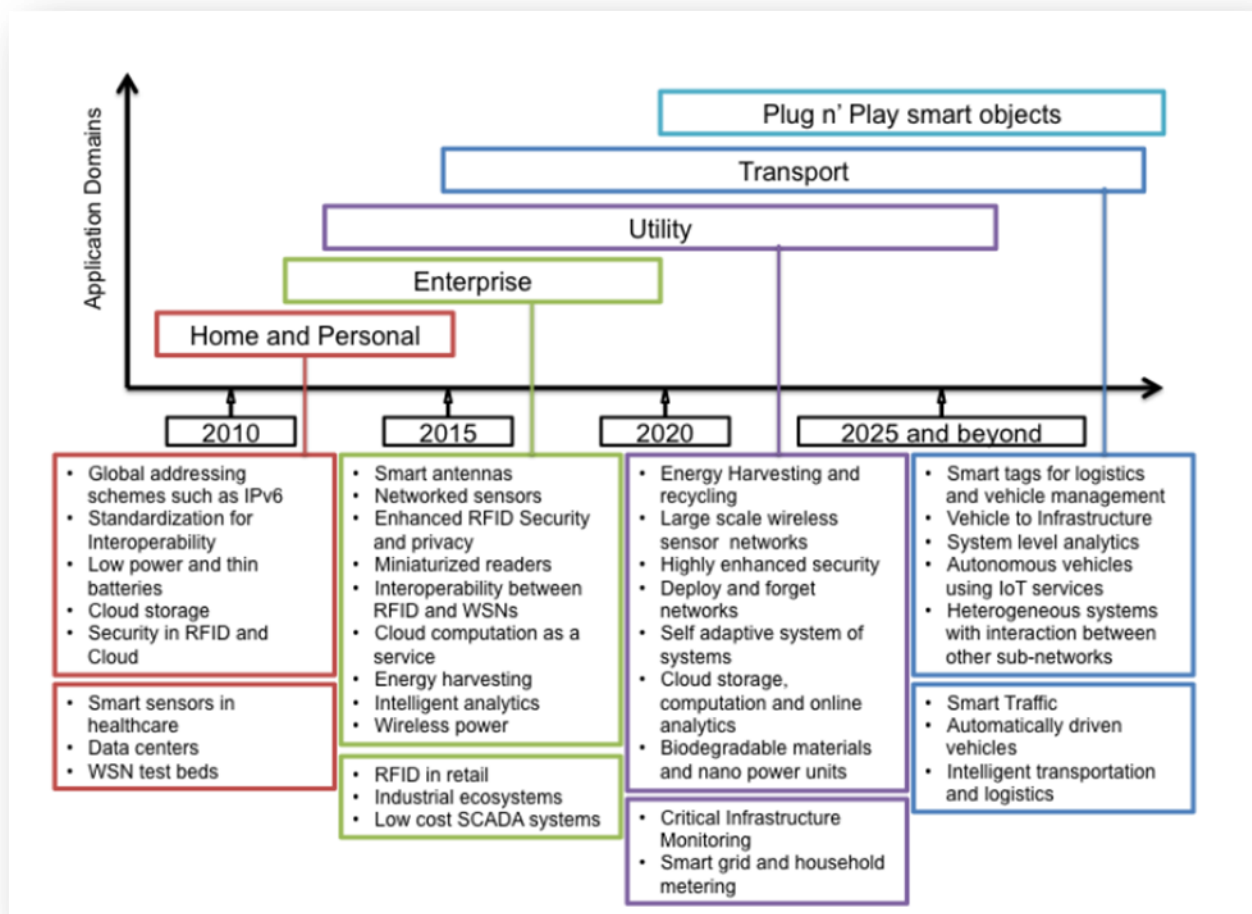 Application Domains
Plug n' Play smart objects
Transport
Utility
Enterprise
Home and Personal
2010
2015
2020
2025 and beyond
• Global addressing
schemes such as IPv6
• Standardization for
Interoperability
• Low power and thin
batteries
• Cloud storage
• Security in RFID and
Cloud
• Smart sensors in
healthcare
• Data centers
• WSN test beds
• Smart antennas
• Networked sensors
• Enhanced RFID Security
and privacy
• Miniaturized readers
• Interoperability between
RFID and WSNs
• Cloud computation as a
service
• Energy harvesting
• Intelligent analytics
• Wireless power
• RFID in retail
• Industrial ecosystems
• Low cost SCADA systems
• Energy Harvesting and
recycling
• Large scale wireless
sensor networks
• Highly enhanced security
• Deploy and forget
networks
• Self adaptive system of
systems
• Cloud storage,
computation and online
analytics
• Biodegradable materials
and nano power units
• Critical Infrastructure
Monitoring
• Smart grid and household
metering
• Smart tags for logistics
and vehicle management
• Vehicle to Infrastructure
• System level analytics
• Autonomous vehicles
using IoT services
• Heterogeneous systems
with interaction between
other sub-networks
• Smart Traffic
• Automatically driven
vehicles
• Intelligent transportation
and logistics